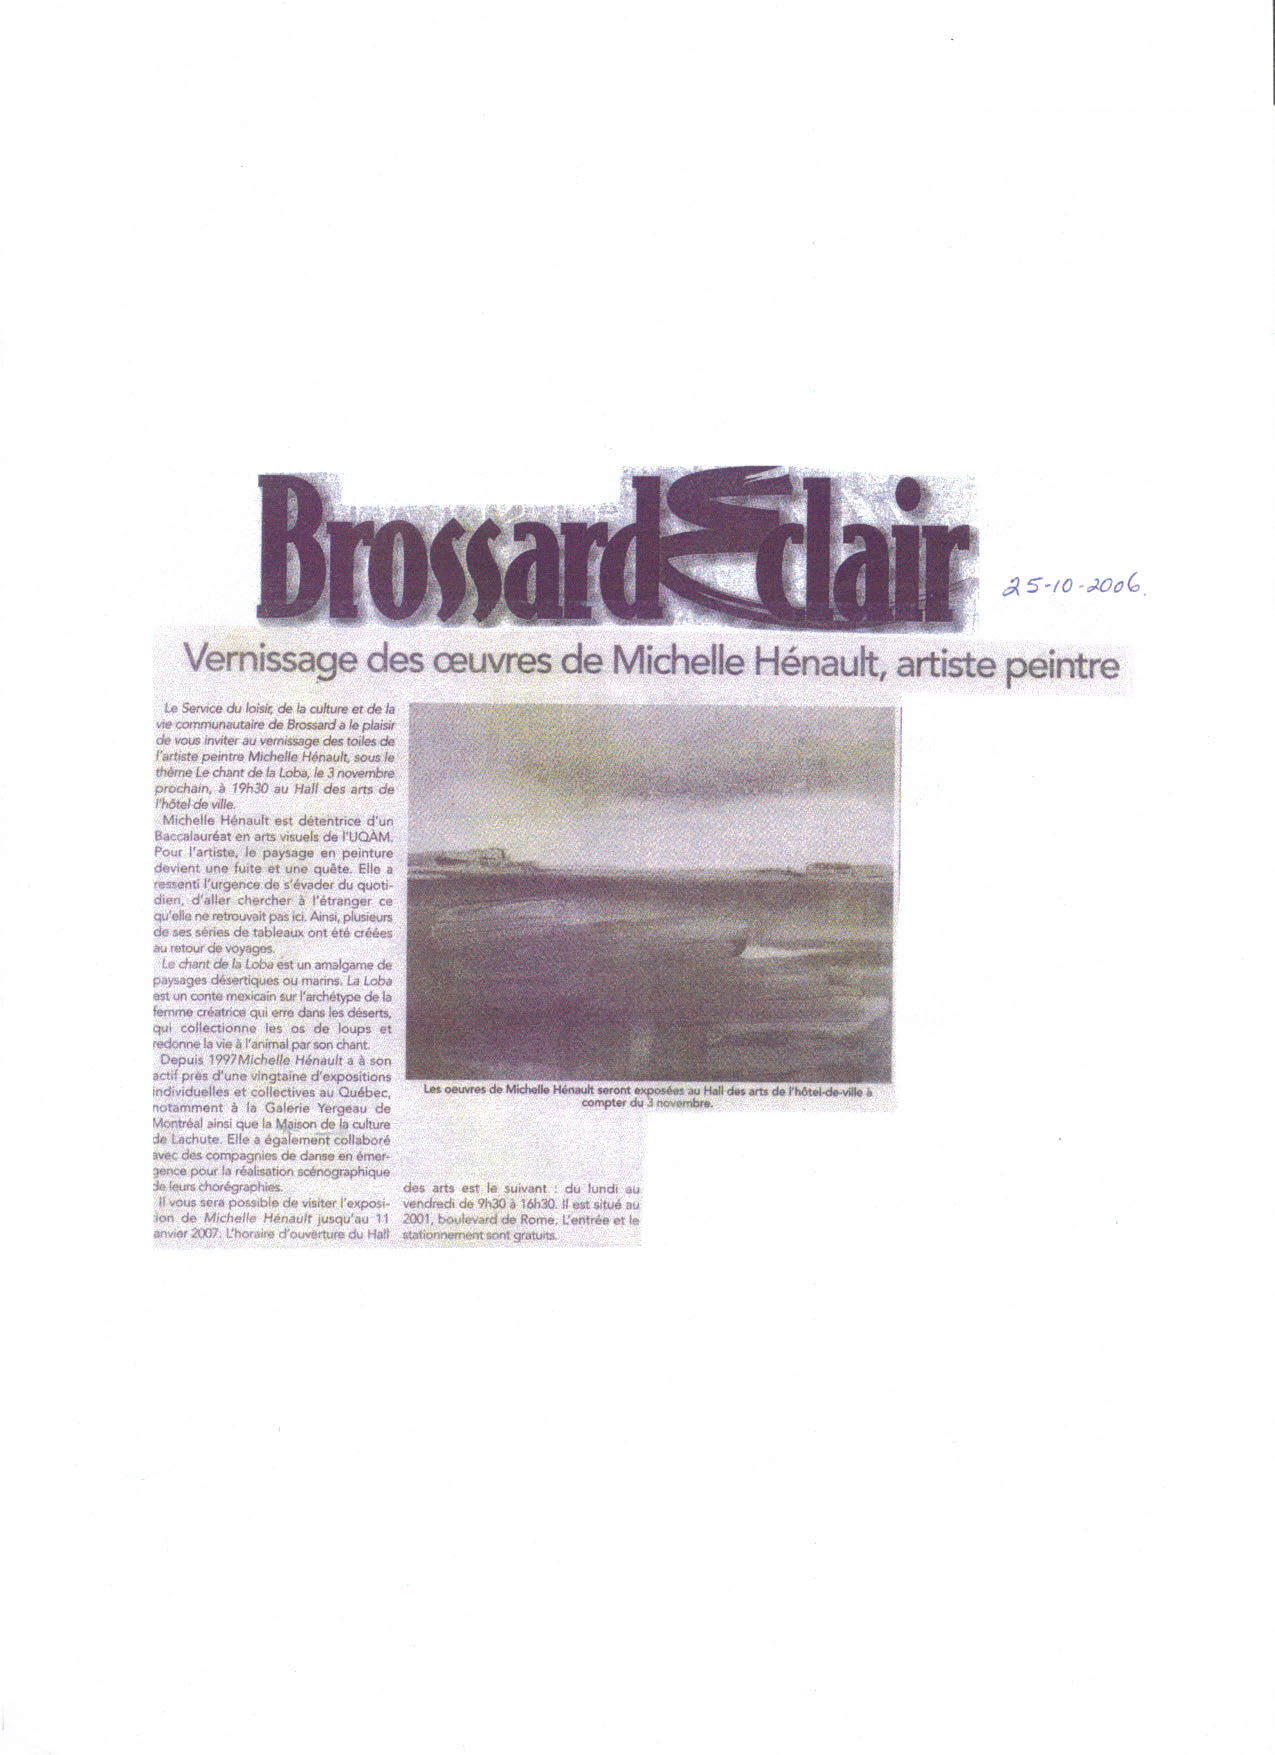 Brossard Eclair
25-10-2006.
Vernissage des œuvres de Michelle Hénault, artiste peintre
Le Service du loisir, de la culture et de la
vie communautaire de Brossard a le plaisir
de vous inviter au vernissage des toiles de
l'artiste peintre Michelle Hénault, sous le
thème Le chant de la Loba, le 3 novembre
prochain, à 19h30 au Hall des arts de
l'hôtel de ville.
Michelle Hénault est détentrice d'un
Baccalauréat en arts visuels de l'UQÀM.
Pour l'artiste, le paysage en peinture
devient une fuite et une quête. Elle a
ressenti l'urgence de s'évader du quoti-
dien, d'aller chercher à l'étranger ce
qu'elle ne retrouvait pas ici. Ainsi, plusieurs
de ses séries de tableaux ont été créées
au retour de voyages.
Le chant de la Loba est un amalgame de
paysages désertiques ou marins. La Loba
est un conte mexicain sur l'archétype de la
femme créatrice qui erre dans les déserts,
qui collectionne les os de loups et
redonne la vie à l'animal par son chant.
Depuis 1997 Michelle Hénault a à son
actif près d'une vingtaine d'expositions
individuelles et collectives au Québec,
notamment à la Galerie Yergeau de
Montréal ainsi que la Maison de la culture
de Lachute. Elle a également collaboré
avec des compagnies de danse en émer-
gence pour la réalisation scénographique
de leurs chorégraphies.
Il vous sera possible de visiter l'exposi-
tion de Michelle Hénault jusqu'au 11
anvier 2007. L'horaire d'ouverture du Hall
des arts est le suivant : du lundi au
vendredi de 9h30 à 16h30. Il est situé au
2001, boulevard de Rome. L'entrée et le
stationnement sont gratuits.
Les oeuvres de Michelle Hénault seront exposées au Hall des arts de l'hôtel-de-ville à
compter du 3 novembre.